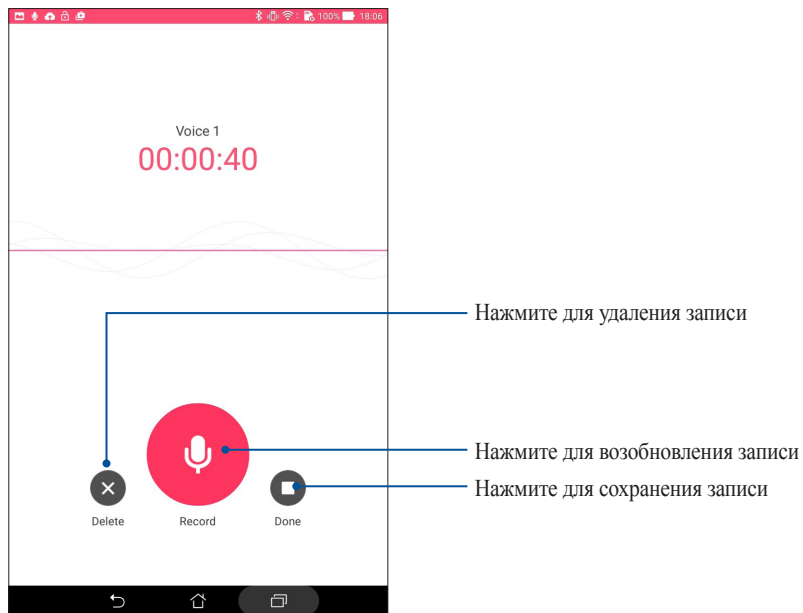 100% 18:06
Voice 1
00:00:40
Нажмите для удаления записи
Нажмите для возобновления записи
Нажмите для сохранения записи
Delete Record Done